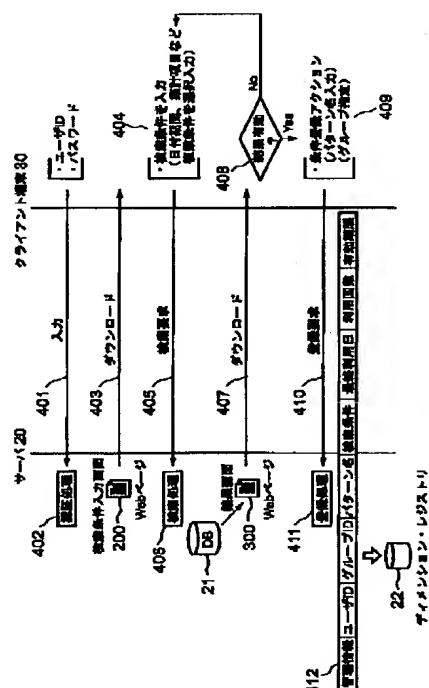 サーバ20
クライアント端末30
401
入力
・ユーザID
・パスワード
402
認証処理
403
ダウンロード
検索条件入力画面
200
Webページ
404
・検索条件を入力
(日付範囲、集計項目など
検索条件を選択入力)
405
検索要求
406
検索処理
DB
21
結果画面
300
Webページ
407
ダウンロード
408
結果有効
?
No
Yes
409
・条件登録アクション
(パターン名入力)
(グループ指定)
410
登録要求
411
登録処理
412
管理情報 ユーザID グループID パターン名 検索条件 最終利用日 利用回数 有効期限
22
ディメンション・レジストリ